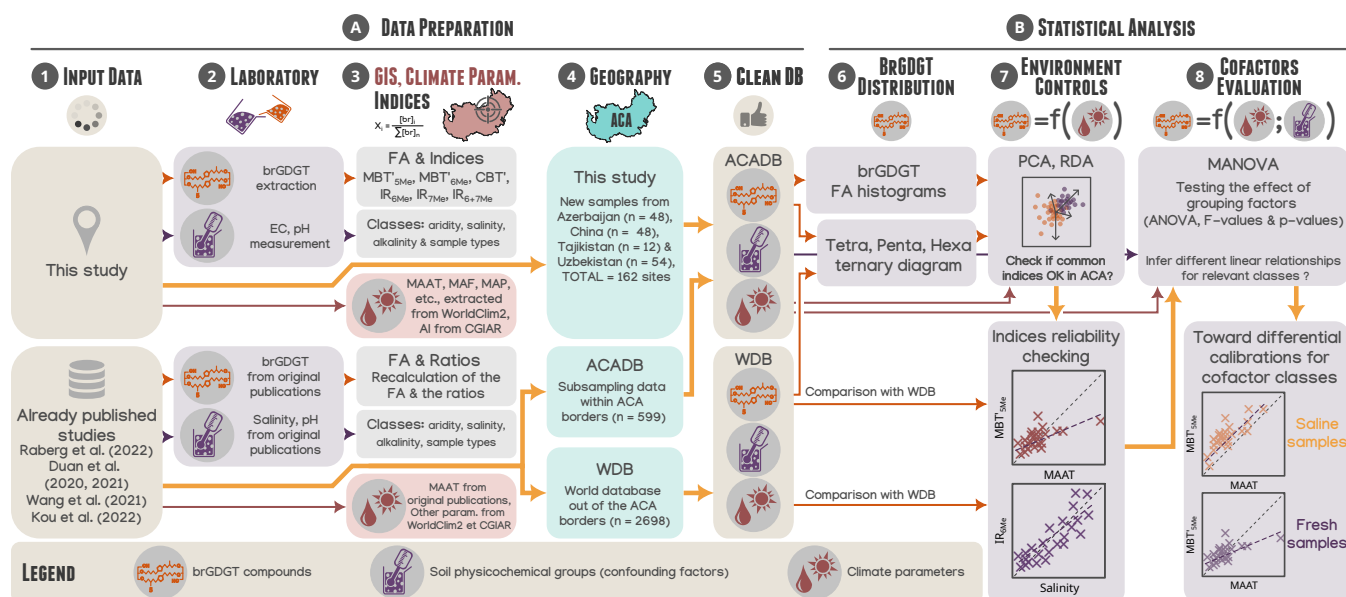 A DATA PREPARATION
B STATISTICAL ANALYSIS
1 INPUT DATA
2 LABORATORY
3 GIS, CLIMATE PARAM.
INDICES
Xᵢ = [br]ᵢ / ∑[br]ₙ
4 GEOGRAPHY
ACA
5 CLEAN DB
6 BRGDGT
DISTRIBUTION
7 ENVIRONMENT
CONTROLS
=f( )
8 COFACTORS
EVALUATION
=f( ; )
This study
brGDGT
extraction
EC, pH
measurement
FA & Indices
MBT'5Me, MBT'6Me, CBT',
IR6Me, IR7Me, IR6+7Me
Classes: aridity, salinity,
alkalinity & sample types
MAAT, MAF, MAP,
etc., extracted
from WorldClim2,
AI from CGIAR
This study
New samples from
Azerbaijan (n = 48),
China (n = 48),
Tajikistan (n = 12) &
Uzbekistan (n = 54),
TOTAL = 162 sites
ACADB
brGDGT
FA histograms
Tetra, Penta, Hexa
ternary diagram
PCA, RDA
Check if common
indices OK in ACA?
MANOVA
Testing the effect of
grouping factors
(ANOVA, F-values & p-values)
Infer different linear relationships
for relevant classes ?
Already published
studies
Raberg et al. (2022)
Duan et al.
(2020, 2021)
Wang et al. (2021)
Kou et al. (2022)
brGDGT
from original
publications
Salinity, pH
from original
publications
FA & Ratios
Recalculation of the
FA & the ratios
Classes: aridity, salinity,
alkalinity, sample types
MAAT from
original publications,
Other param. from
WorldClim2 et CGIAR
ACADB
Subsampling data
within ACA
borders (n = 599)
WDB
World database
out of the ACA
borders (n = 2698)
WDB
Comparison with WDB
Comparison with WDB
Indices reliability
checking
MBT'5Me
MAAT
IR6Me
Salinity
Toward differential
calibrations for
cofactor classes
MBT'5Me
MAAT
Saline
samples
MBT'5Me
MAAT
Fresh
samples
LEGEND
brGDGT compounds
Soil physicochemical groups (confounding factors)
Climate parameters